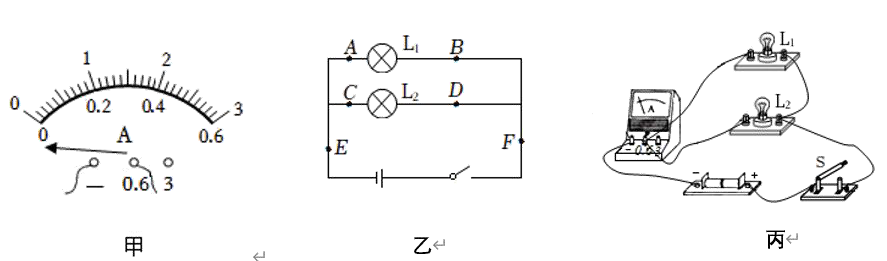 0 1 2 3
0 0.2 0.4 0.6
A
— 0.6 3
甲
A L₁ B
C L₂ D
E F
乙
L₁
A
L₂
- 0.6 3
S
- +
丙